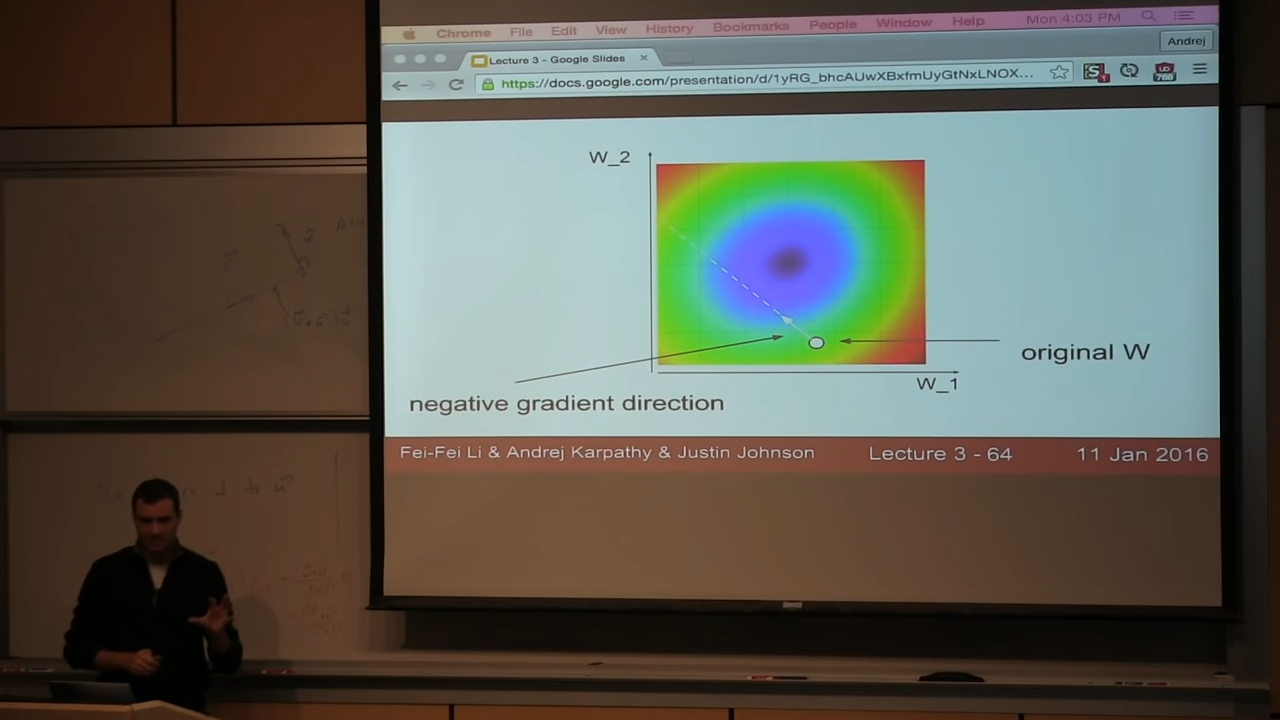 Chrome File Edit View History Bookmarks People Window Help Mon 4:03 PM
Lecture 3 - Google Slides × Andrej
https://docs.google.com/presentation/d/1yRG_bhcAUwXBxfmUyGtNxLNOX...
W_2
original W
W_1
negative gradient direction
Fei-Fei Li & Andrej Karpathy & Justin Johnson Lecture 3 - 64 11 Jan 2016